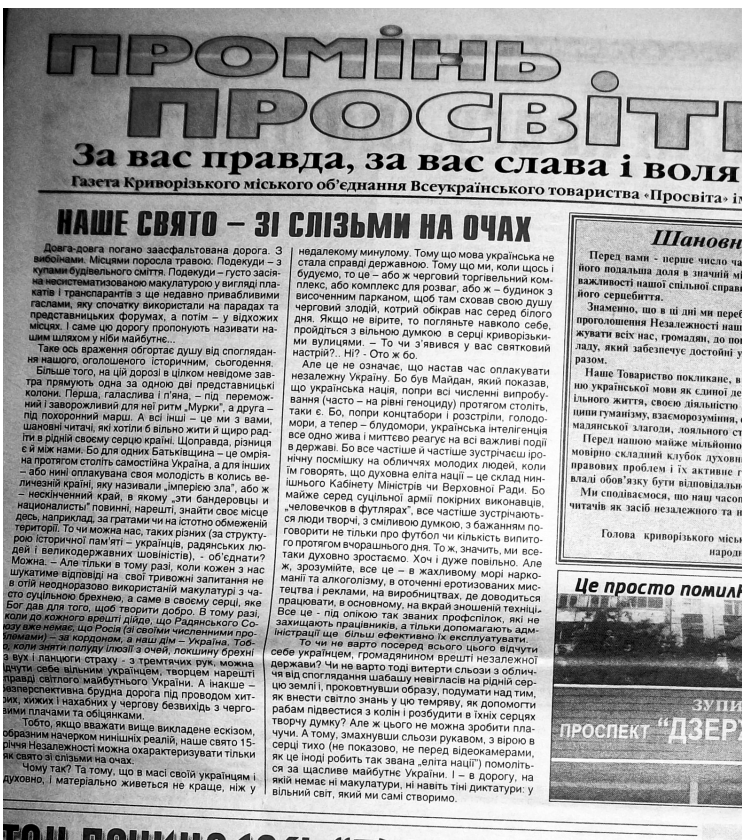 ПРОМІНЬ
ПРОСВІТ
За вас правда, за вас слава і воля
Газета Криворізького міського об'єднання Всеукраїнського товариства «Просвіта» ім
НАШЕ СВЯТО – ЗІ СЛІЗЬМИ НА ОЧАХ
Довга-довга погано заасфальтована дорога. З
вибоїнами. Місцями поросла травою. Подекуди – з
купами будівельного сміття. Подекуди – густо засія-
на несистематизованою макулатурою у вигляді пла-
катів і транспарантів з ще недавно привабливими
гаслами, яку спочатку використали на парадах та
представницьких форумах, а потім – у відхожих
місцях. І саме цю дорогу пропонують називати на-
шим шляхом у ніби майбутнє...
Таке ось враження обгортає душу від споглядан-
ня нашого, оголошеного історичним, сьогодення.
Більше того, на цій дорозі в цілком невідоме зав-
тра прямують одна за одною дві представницькі
колони. Перша, галаслива і п'яна, – під перемож-
ний і заворожливий для неї ритм „Мурки", а друга –
під похоронний марш. А всі інші – це ми з вами,
шановні читачі, які хотіли б вільно жити й щиро рад-
іти в рідній своєму серцю країні. Щоправда, різниця
є й між нами. Бо для одних Батьківщина – це омрія-
на протягом століть самостійна Україна, а для інших
– або нині оплакувана своя молодість в колись ве-
личезній країні, яку називали „імперією зла", або ж
– нескінченний край, в якому „эти бандеровцы и
националисты" повинні, нарешті, знайти своє місце
десь, наприклад, за ґратами чи на істотно обмеженій
території. То чи можна нас, таких різних (за структу-
рою історичної пам'яті – українців, радянських лю-
дей і великодержавних шовіністів), - об'єднати?
Можна. – Але тільки в тому разі, коли кожен з нас
шукатиме відповіді на свої тривожні запитання не
в отій неодноразово використаній макулатурі з ча-
сто суцільною брехнею, а саме в своєму серці, яке
Бог дав для того, щоб творити добро. В тому разі,
коли до кожного врешті дійде, що Радянського Со-
юзу вже немає, що Росія (зі своїми численними про-
блемами) – за кордоном, а наш дім – Україна. Тоб-
о, коли зняти полуду ілюзії з очей, локшину брехні
з вух і ланцюги страху - з тремтячих рук, можна
ідчути себе вільним українцем, творцем нарешті
правді світлого майбутнього України. А інакше –
безперспективна брудна дорога під проводом хит-
рих, хижих і нахабних у чергову безвихідь з черго-
вими плачами та обіцянками.
Тобто, якщо вважати вище викладене ескізом,
образним начерком нинішніх реалій, наше свято 15-
річчя Незалежності можна охарактеризувати тільки
як свято зі слізьми на очах.
Чому так? Та тому, що в масі своїй українцям і
духовно, і матеріально живеться не краще, ніж у
недалекому минулому. Тому що мова українська не
стала справді державною. Тому що ми, коли щось і
будуємо, то це – або ж черговий торгівельний ком-
плекс, або комплекс для розваг, або ж – будинок з
височенним парканом, щоб там сховав свою душу
черговий злодій, котрий обікрав нас серед білого
дня. Якщо не вірите, то погляньте навколо себе,
пройдіться з вільною думкою в серці криворізьки-
ми вулицями. – То чи з'явився у вас святковий
настрій?.. Ні? - Ото ж бо.
Але це не означає, що настав час оплакувати
незалежну Україну. Бо був Майдан, який показав,
що українська нація, попри всі численні випробу-
вання (часто – на рівні геноциду) протягом століть,
таки є. Бо, попри концтабори і розстріли, голодо-
мори, а тепер – блудомори, українська інтелігенція
все одно жива і миттєво реагує на всі важливі події
в державі. Бо все частіше й частіше зустрічаєш іро-
нічну посмішку на обличчях молодих людей, коли
їм говорять, що духовна еліта нації – це склад нин-
ішнього Кабінету Міністрів чи Верховної Ради. Бо
майже серед суцільної армії покірних виконавців,
„человечков в футлярах", все частіше зустрічають-
ся люди творчі, з сміливою думкою, з бажанням по-
говорити не тільки про футбол чи кількість випито-
го протягом вчорашнього дня. То ж, значить, ми все-
таки духовно зростаємо. Хоч і дуже повільно. Але
ж, зрозумійте, все це – в жахливому морі нарко-
манії та алкоголізму, в оточенні еротизованих мис-
тецтва і реклами, на виробництвах, де доводиться
працювати, в основному, на вкрай зношеній техніці.
Все це - під опікою так званих профспілок, які не
захищають працівників, а тільки допомагають адм-
іністрації ще більш ефективно їх експлуатувати.
То чи не варто посеред всього цього відчути
себе українцем, громадянином врешті незалежної
держави? Чи не варто тоді витерти сльози з облич-
чя від споглядання шабашу невігласів на рідній сер-
цю землі і, проковтнувши образу, подумати над тим,
як внести світло знань у цю темряву, як допомогти
рабам підвестися з колін і розбудити в їхніх серцях
творчу думку? Але ж цього не можна зробити пла-
чучи. А тому, змахнувши сльози рукавом, з вірою в
серці тихо (не показово, не перед відеокамерами,
як це іноді робить так звана „еліта нації") помоліть-
ся за щасливе майбутнє України. І – в дорогу, на
якій немає ні макулатури, ні навіть тіні диктатури: у
вільний світ, який ми самі створимо.
Шановн
Перед вами - перше число ча
його подальша доля в значній мі
важливості нашої спільної справи
його серцебиття.
Знаменно, що в ці дні ми переб
проголошення Незалежності наш
жувати всіх нас, громадян, до пог
ладу, який забезпечує достойні у
разом.
Наше Товариство покликане, в
ню української мови як єдиної де
ільного життя, своєю діяльністю
ципи гуманізму, взаєморозуміння,
мадянської злагоди, лояльного ст
Перед нашою майже мільйонно
мовірно складний клубок духовни
правових проблем і їх активне г
владі обов'язку бути відповідальн
Ми сподіваємося, що наш часоп
читачів як засіб незалежного та н
Голова криворізького місь
народн
Це просто помилк
ЗУПИ
ПРОСПЕКТ "ДЗЕРЖ